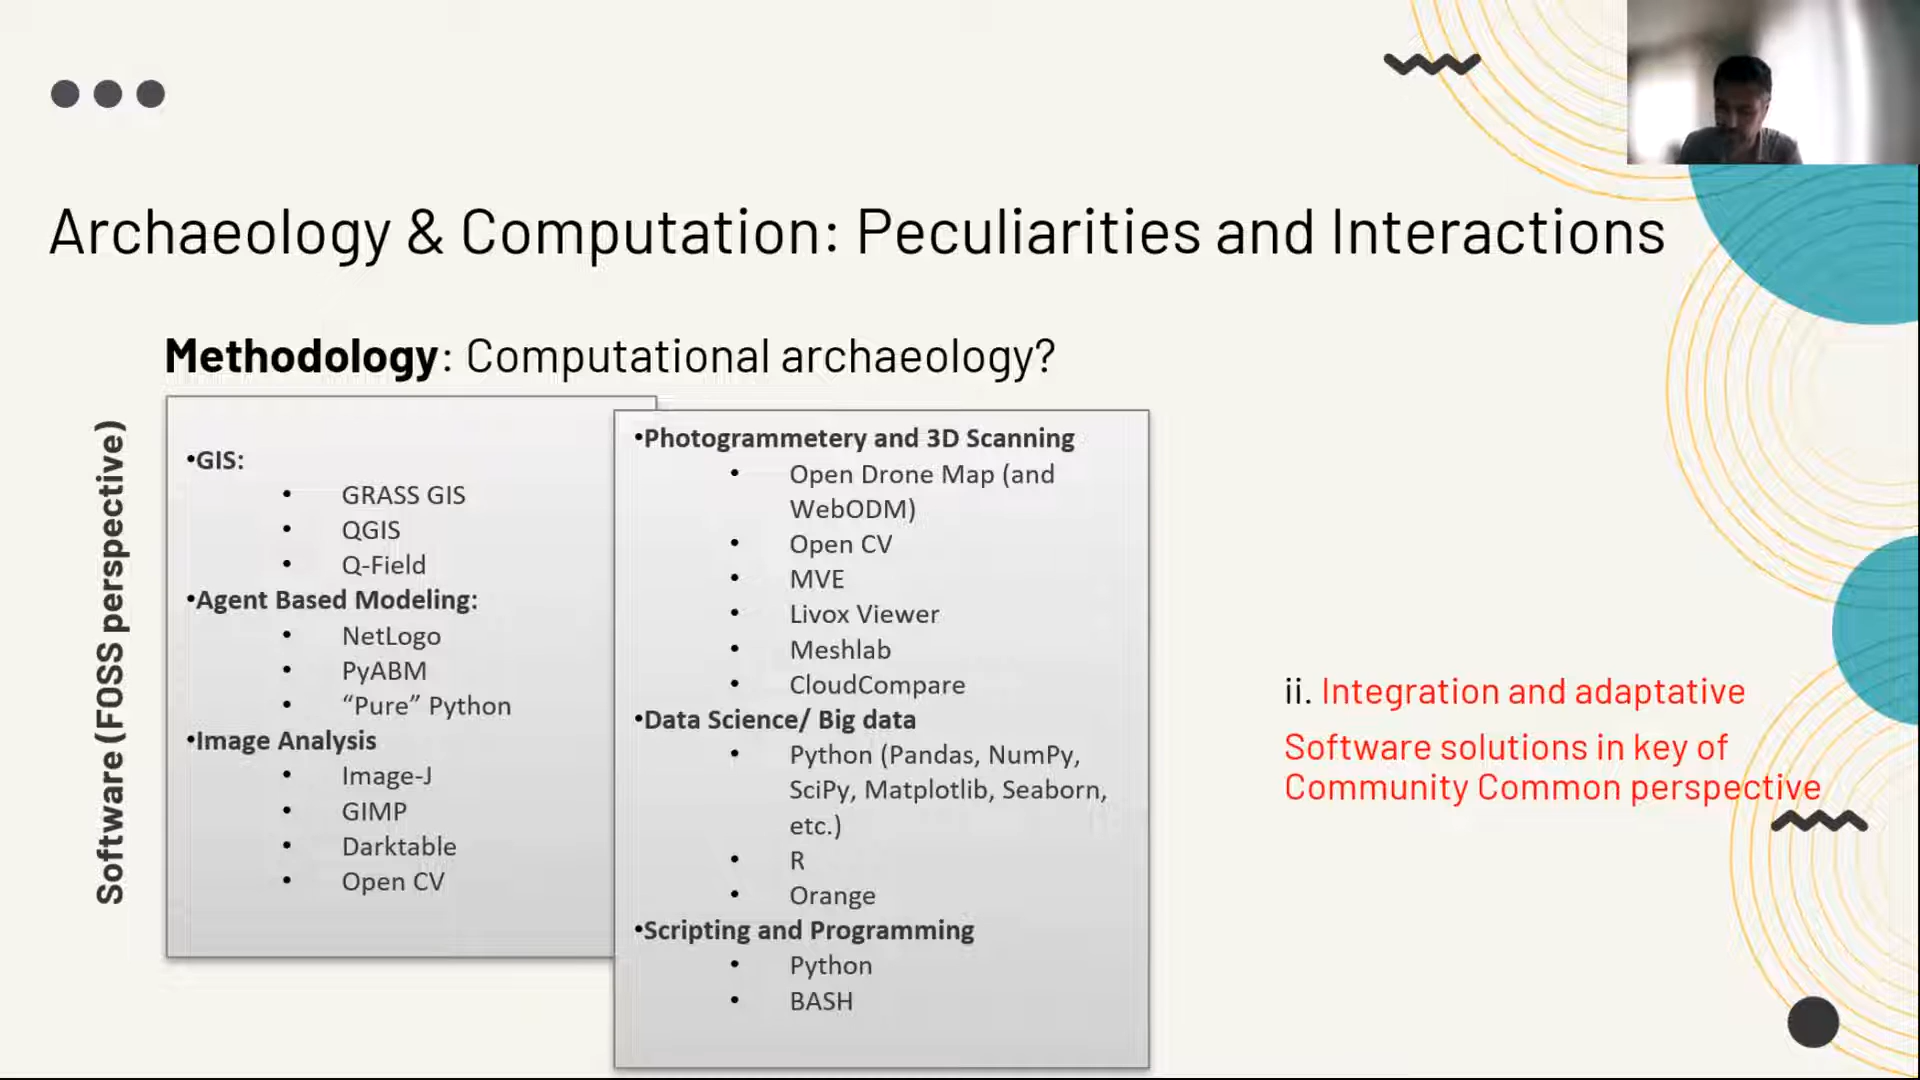 Archaeology & Computation: Peculiarities and Interactions
Methodology: Computational archaeology?
Software (FOSS perspective)
•GIS:
• GRASS GIS
• QGIS
• Q-Field
•Agent Based Modeling:
• NetLogo
• PyABM
• “Pure” Python
•Image Analysis
• Image-J
• GIMP
• Darktable
• Open CV
•Photogrammetery and 3D Scanning
• Open Drone Map (and
WebODM)
• Open CV
• MVE
• Livox Viewer
• Meshlab
• CloudCompare
•Data Science/ Big data
• Python (Pandas, NumPy,
SciPy, Matplotlib, Seaborn,
etc.)
• R
• Orange
•Scripting and Programming
• Python
• BASH
ii. Integration and adaptative
Software solutions in key of
Community Common perspective